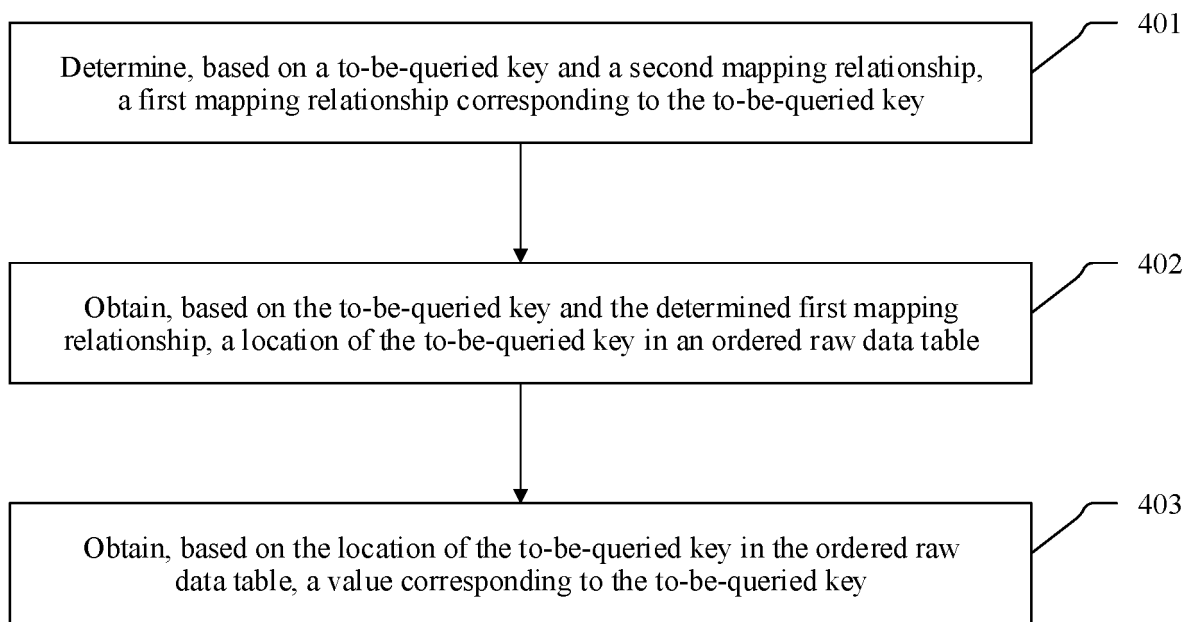 401
Determine, based on a to-be-queried key and a second mapping relationship,
a first mapping relationship corresponding to the to-be-queried key
402
Obtain, based on the to-be-queried key and the determined first mapping
relationship, a location of the to-be-queried key in an ordered raw data table
403
Obtain, based on the location of the to-be-queried key in the ordered raw
data table, a value corresponding to the to-be-queried key